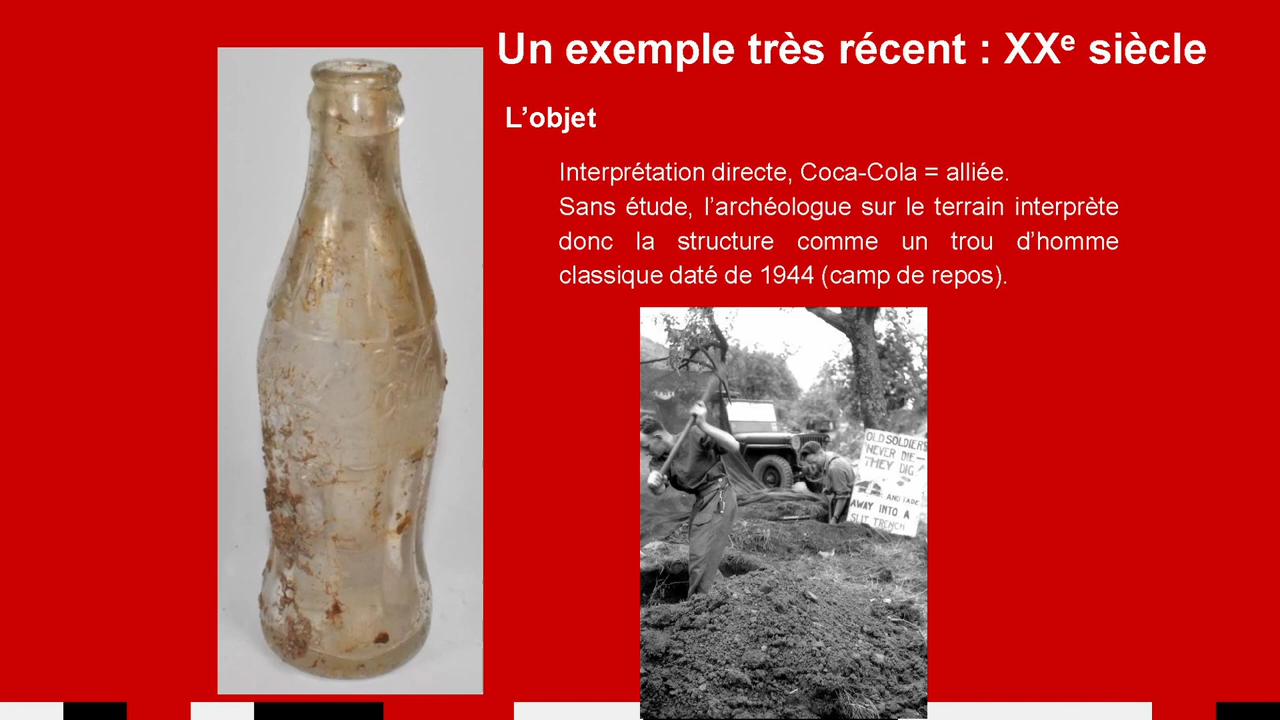 Un exemple très récent : XXe siècle
L’objet
Interprétation directe, Coca-Cola = alliée.
Sans étude, l’archéologue sur le terrain interprète
donc la structure comme un trou d’homme
classique daté de 1944 (camp de repos).
OLD SOLDIERS
NEVER DIE—
THEY DIG
AND FADE
AWAY INTO A
SLIT TRENCH